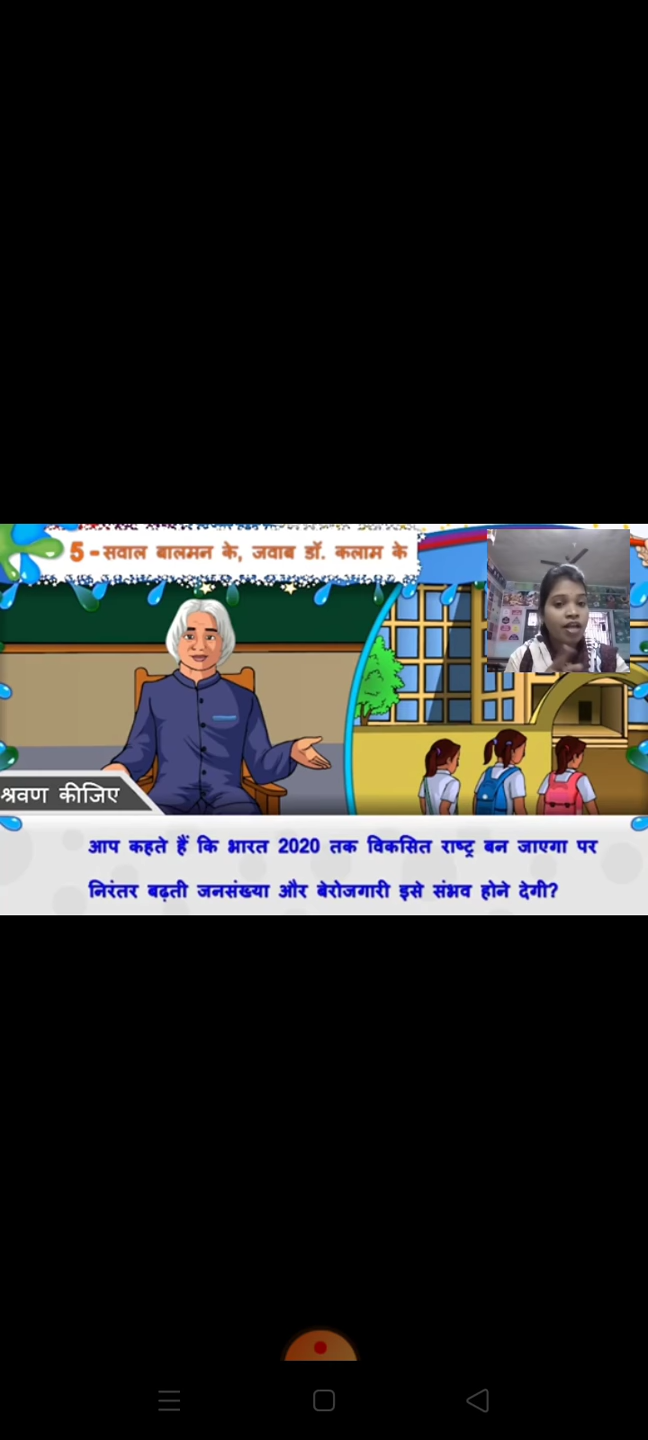 5 - सवाल बालमन के, जवाब डॉ. कलाम के
श्रवण कीजिए
आप कहते हैं कि भारत 2020 तक विकसित राष्ट्र बन जाएगा पर
निरंतर बढ़ती जनसंख्या और बेरोजगारी इसे संभव होने देगी?